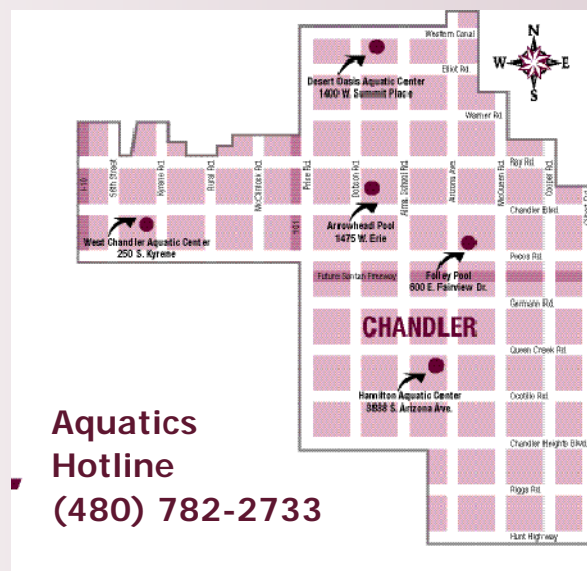 N
Western Canal
W E
Elliot Rd.
S
Desert Oasis Aquatic Center
1400 W. Summit Place
Warner Rd.
I-10
56th Street
Kyrene Rd.
Rural Rd.
McClintock Rd.
Price Rd.
Dobson Rd.
Alma School Rd.
Arizona Ave.
McQueen Rd.
Cooper Rd.
Ray Rd.
Chandler Blvd.
101
Arrowhead Pool
1475 W. Erie
West Chandler Aquatic Center
250 S. Kyrene
Pecos Rd.
Future Santan Freeway
Folley Pool
600 E. Fairview Dr.
Germann Rd.
CHANDLER
Queen Creek Rd.
Hamilton Aquatic Center
3838 S. Arizona Ave.
Ocotillo Rd.
Aquatics
Hotline
(480) 782-2733
Chandler Heights Blvd.
Riggs Rd.
Hunt Highway